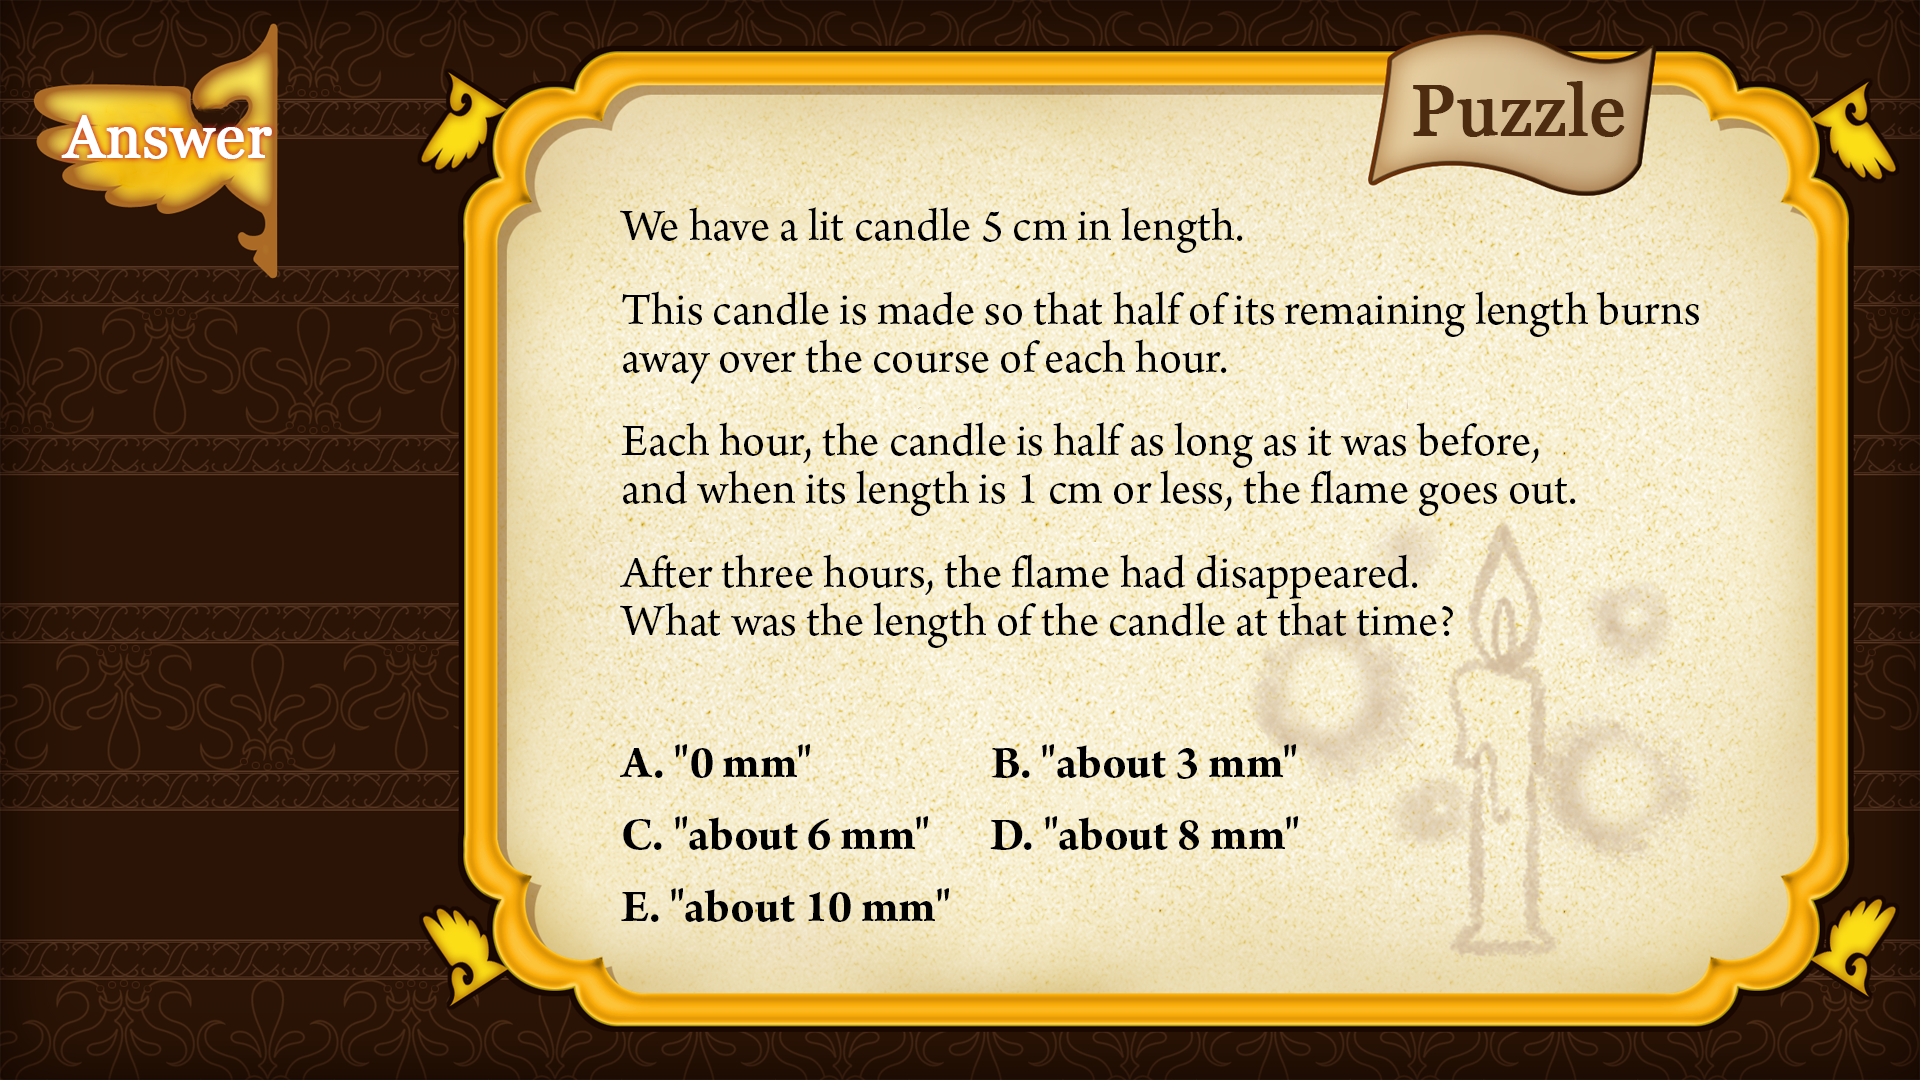 Answer
Puzzle
We have a lit candle 5 cm in length.
This candle is made so that half of its remaining length burns
away over the course of each hour.
Each hour, the candle is half as long as it was before,
and when its length is 1 cm or less, the flame goes out.
After three hours, the flame had disappeared.
What was the length of the candle at that time?
A. "0 mm" B. "about 3 mm"
C. "about 6 mm" D. "about 8 mm"
E. "about 10 mm"